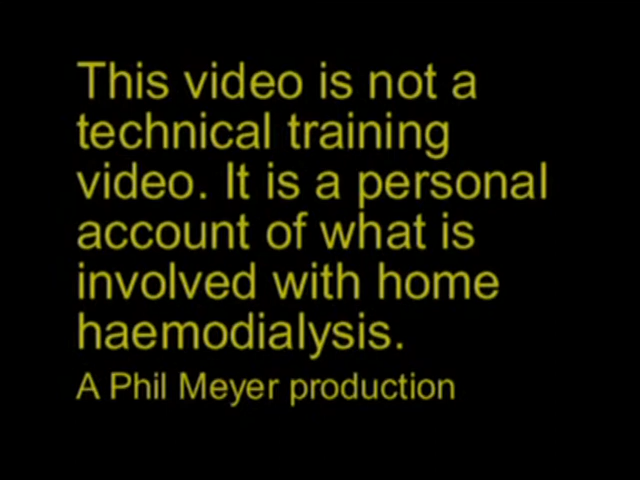 This video is not a
technical training
video. It is a personal
account of what is
involved with home
haemodialysis.
A Phil Meyer production